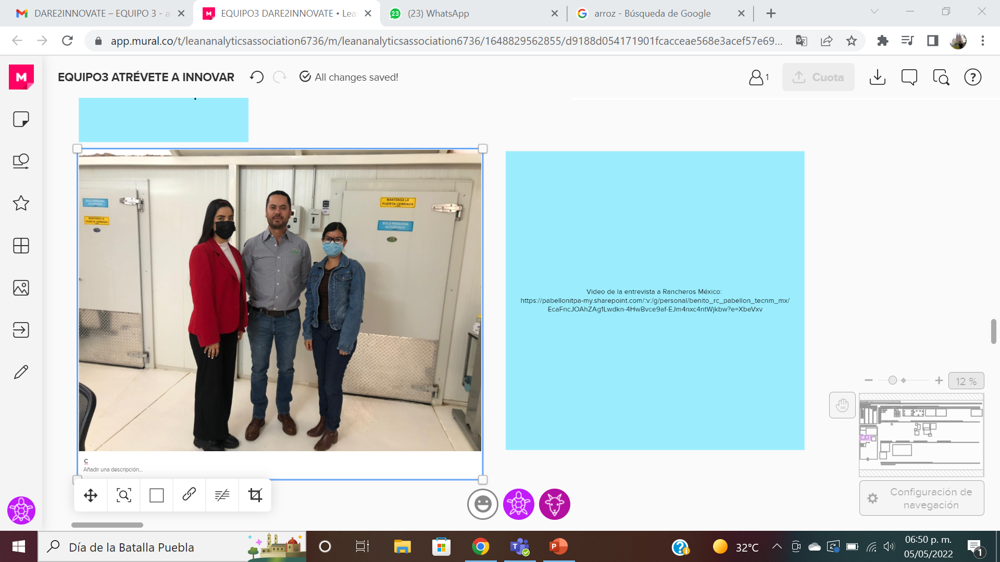 DARE2INNOVATE – EQUIPO 3 - a
EQUIPO3 DARE2INNOVATE • Lea
(23) WhatsApp
arroz - Búsqueda de Google
app.mural.co/t/leananalyticsassociation6736/m/leananalyticsassociation6736/1648829562855/d9188d054171901fcacceae568e3acef57e69...
EQUIPO3 ATRÉVETE A INNOVAR
All changes saved!
1
Cuota
SOLO PERSONAL
AUTORIZADO
MANTENGA LA
PUERTA CERRADA
MANTENGA LA
PUERTA CERRADA
SOLO PERSONAL
AUTORIZADO
Video de la entrevista a Rancheros México:
https://pabellonitpa-my.sharepoint.com/:v:/g/personal/benito_rc_pabellon_tecnm_mx/
EcaFncJOAhZAg1Lwdkn-4HwBvce9af-EJm4nxc4ntWjkbw?e=XbeVxv
C
Añadir una descripción...
12 %
Configuración de
navegación
Día de la Batalla Puebla
32°C
06:50 p. m.
05/05/2022
1